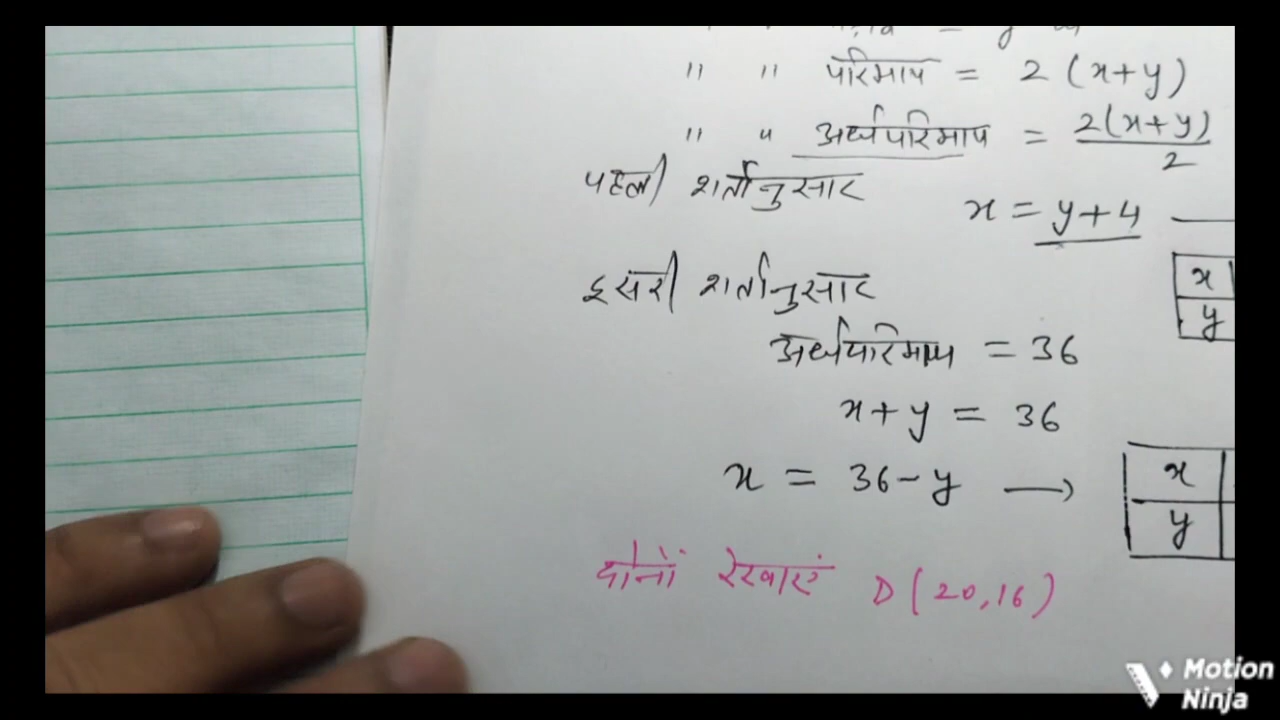 " " परिमाप = 2 (x+y)
" " अर्धपरिमाप = 2(x+y)/2
पहली शर्तानुसार
x = y+4
दूसरी शर्तानुसार
x
y
अर्धपरिमाप = 36
x+y = 36
x = 36-y →
x
y
दोनों रेखाएं D(20,16)
Motion
Ninja